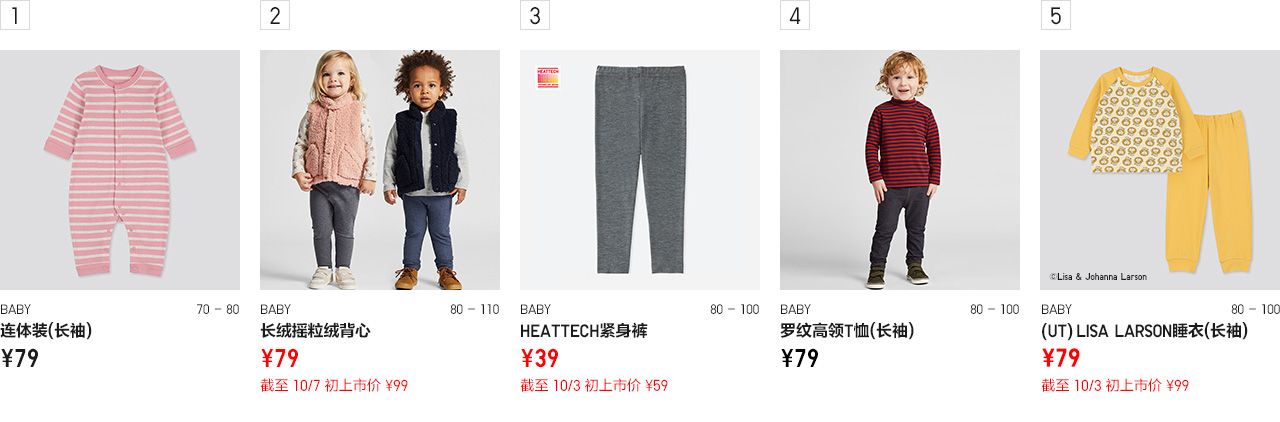 1
2
3
4
5
HEATTECH
©Lisa & Johanna Larson
BABY 70 - 80
连体装(长袖)
¥79
BABY 80 - 110
长绒摇粒绒背心
¥79
截至 10/7 初上市价 ¥99
BABY 80 - 100
HEATTECH紧身裤
¥39
截至 10/3 初上市价 ¥59
BABY 80 - 100
罗纹高领T恤(长袖)
¥79
BABY 80 - 100
(UT) LISA LARSON睡衣(长袖)
¥79
截至 10/3 初上市价 ¥99